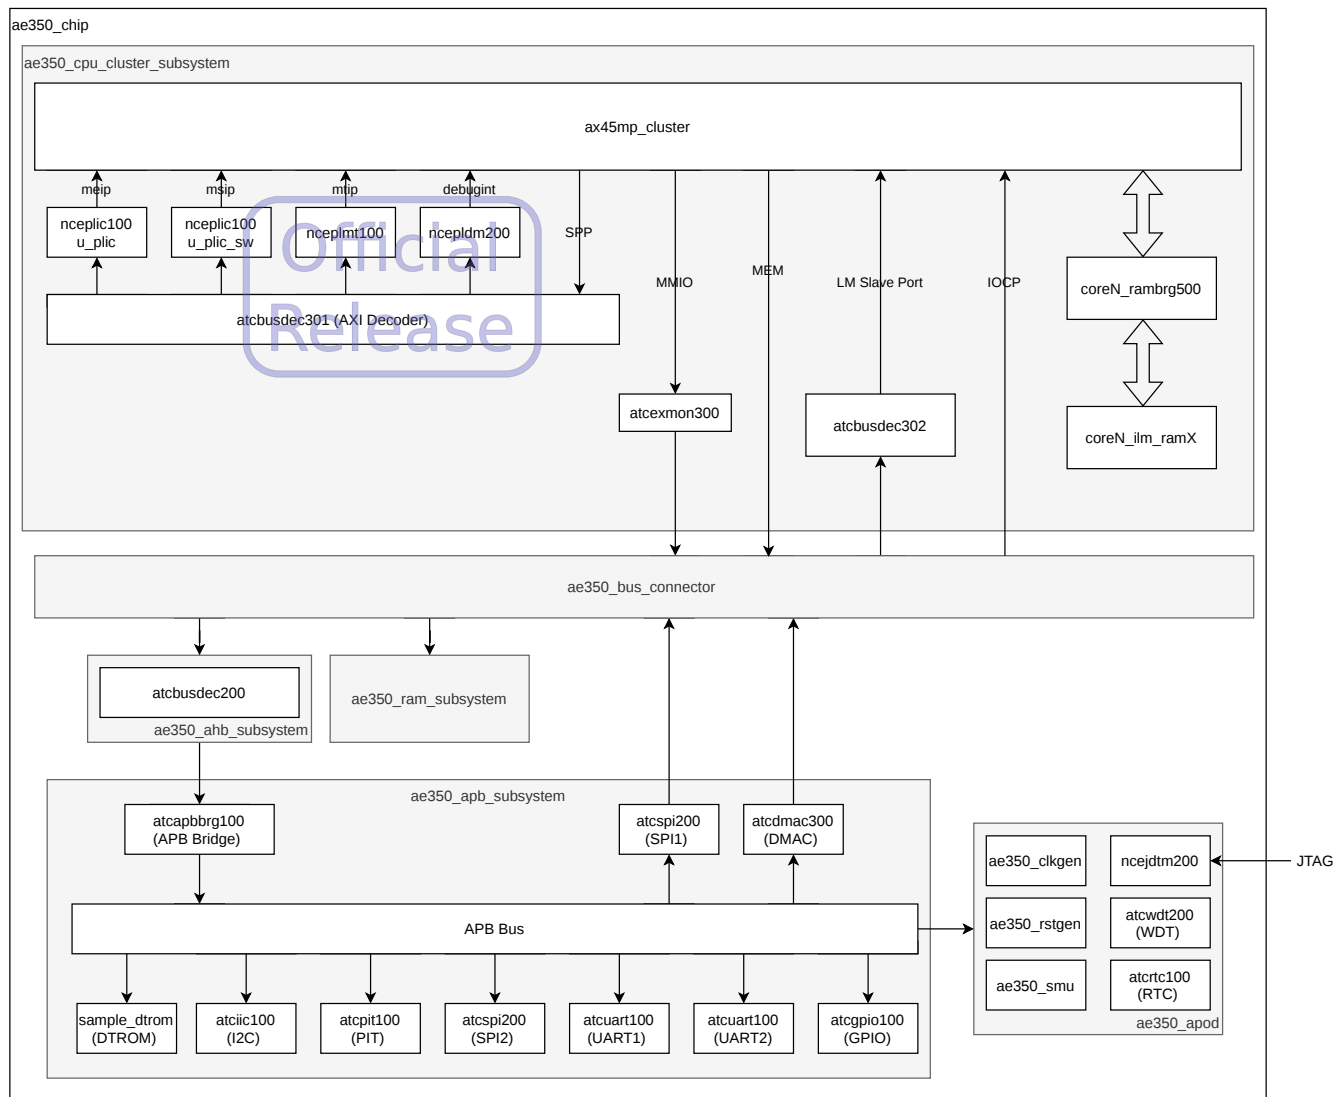 ae350_chip
ae350_cpu_cluster_subsystem
ax45mp_cluster
meip
msip
mtip
debugint
nceplic100
u_plic
nceplic100
u_plic_sw
nceplmt100
ncepldm200
SPP
MMIO
MEM
LM Slave Port
IOCP
coreN_rambrg500
atcbusdec301 (AXI Decoder)
Official
Release
atcexmon300
atcbusdec302
coreN_ilm_ramX
ae350_bus_connector
atcbusdec200
ae350_ahb_subsystem
ae350_ram_subsystem
ae350_apb_subsystem
atcapbbrg100
(APB Bridge)
atcspi200
(SPI1)
atcdmac300
(DMAC)
APB Bus
sample_dtrom
(DTROM)
atciic100
(I2C)
atcpit100
(PIT)
atcspi200
(SPI2)
atcuart100
(UART1)
atcuart100
(UART2)
atcgpio100
(GPIO)
ae350_clkgen
ncejdtm200
JTAG
ae350_rstgen
atcwdt200
(WDT)
ae350_smu
atcrtc100
(RTC)
ae350_apod